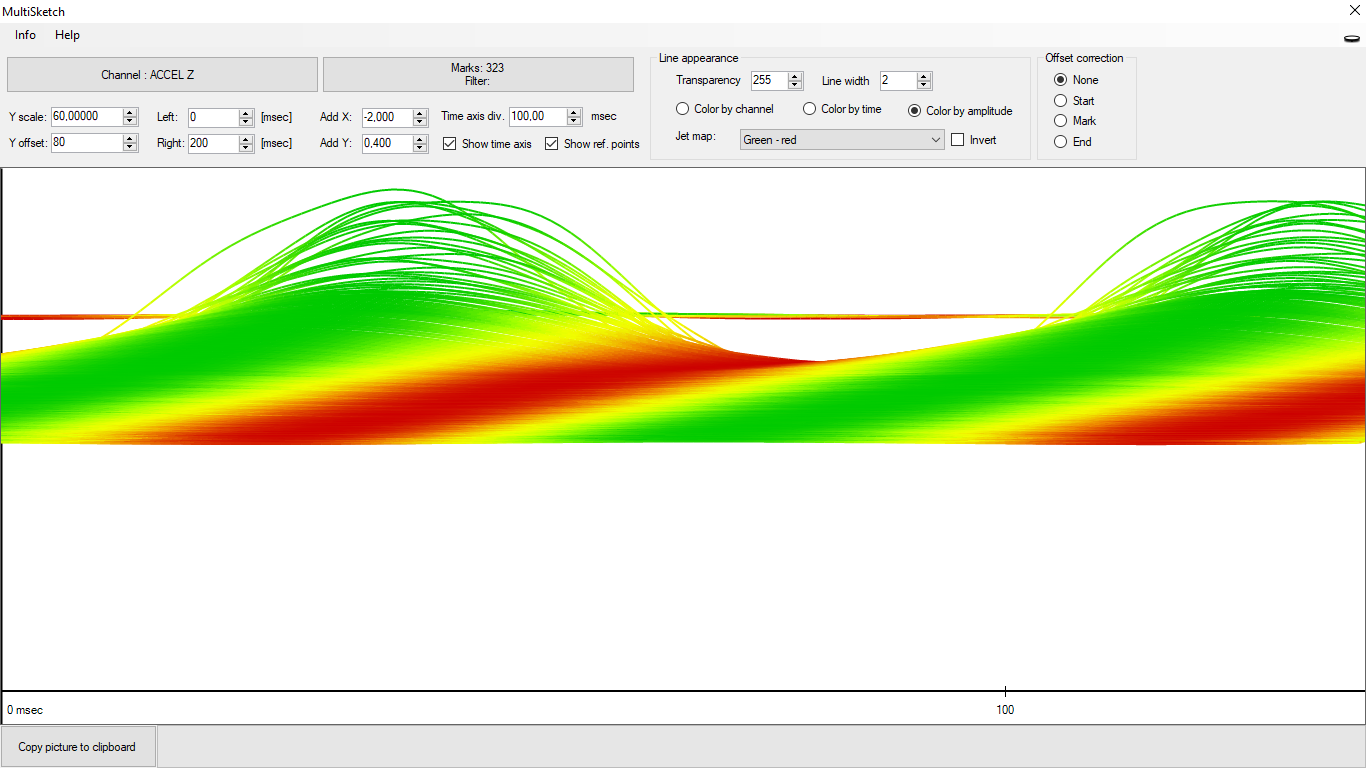 MultiSketch
Info Help
Channel : ACCEL Z
Marks: 323
Filter:
Y scale: 60,00000
Y offset: 80
Left: 0 [msec]
Right: 200 [msec]
Add X: -2,000
Add Y: 0,400
Time axis div. 100,00 msec
Show time axis
Show ref. points
Line appearance
Transparency 255
Line width 2
Color by channel
Color by time
Color by amplitude
Jet map: Green - red
Invert
Offset correction
None
Start
Mark
End
0 msec
100
Copy picture to clipboard